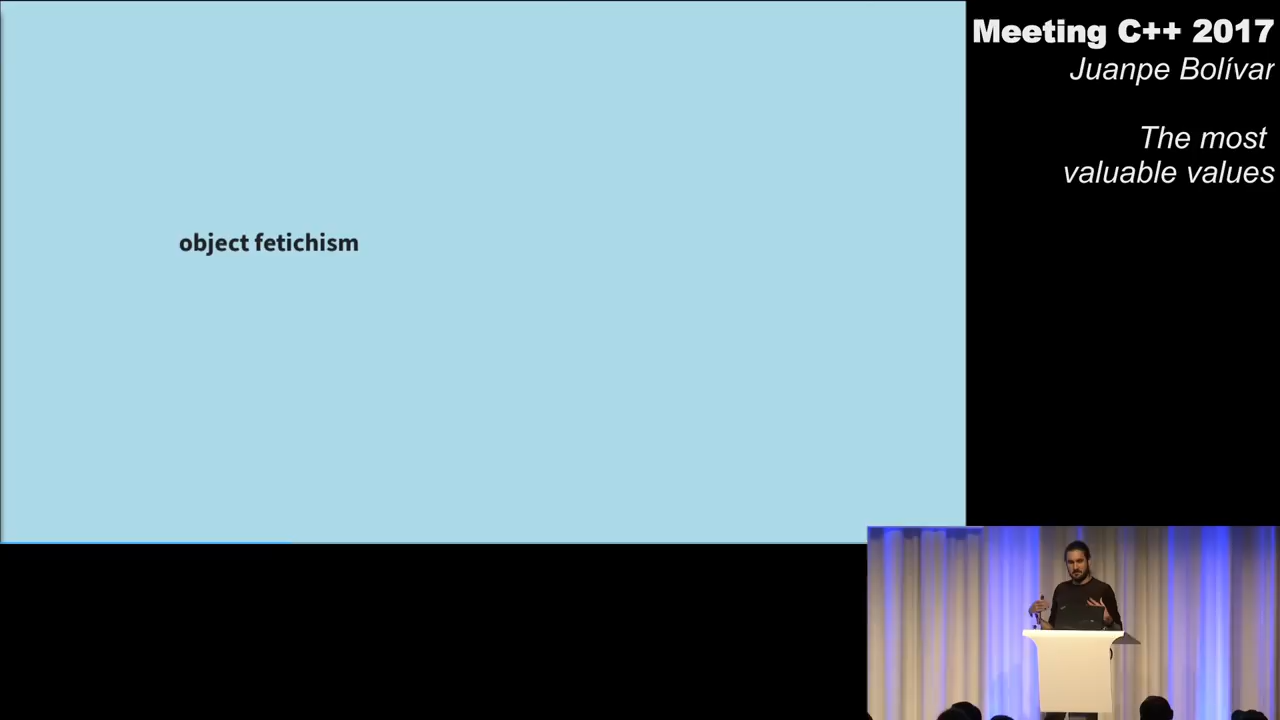 Meeting C++ 2017
Juanpe Bolívar
The most
valuable values
object fetichism